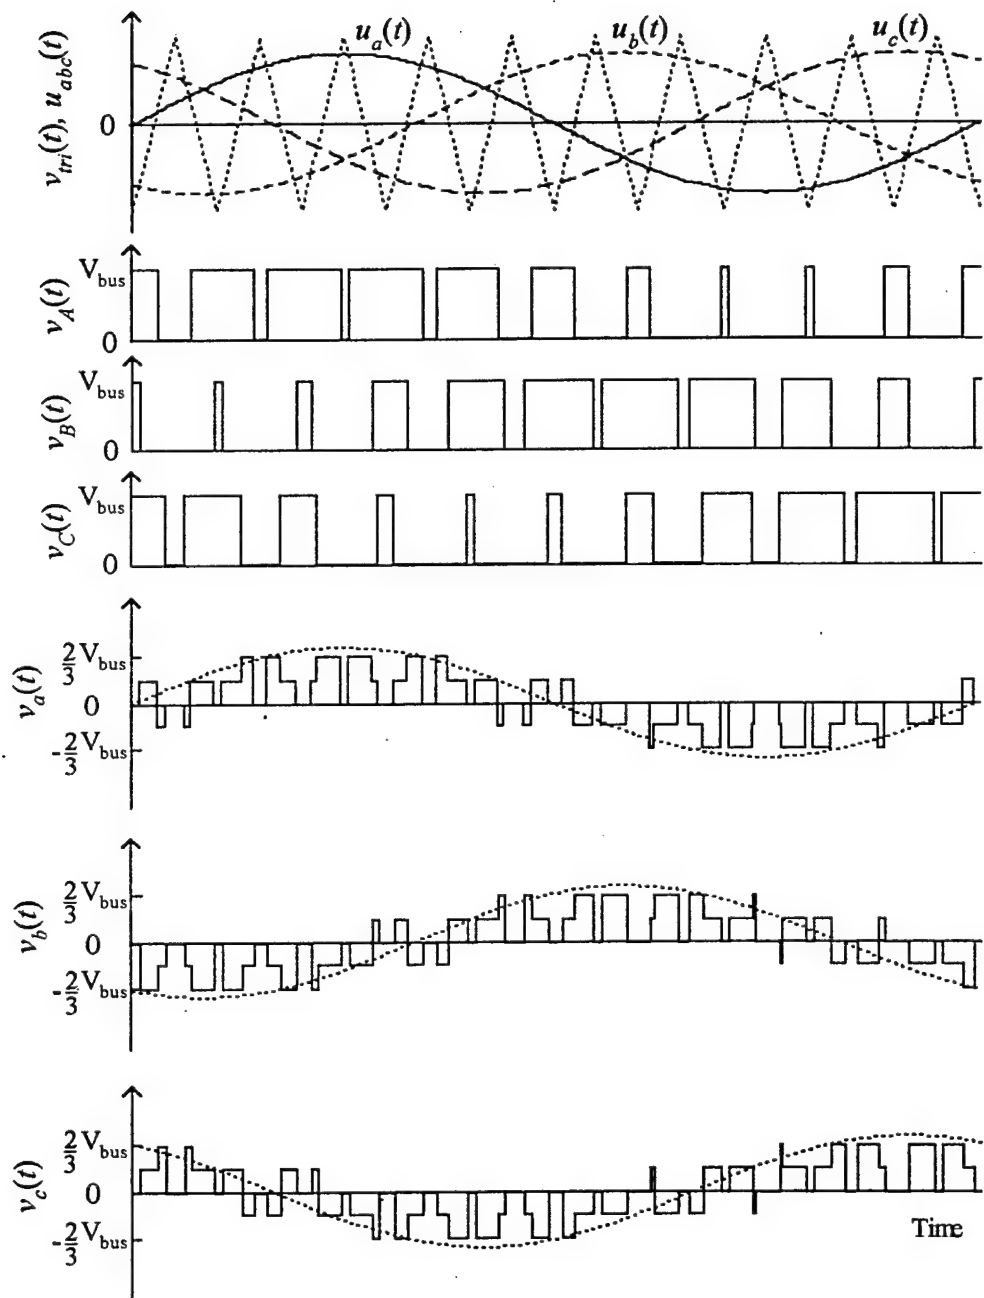 v_tri(t), u_abc(t)
u_a(t)
u_b(t)
u_c(t)
0
v_A(t)
V_bus
0
v_B(t)
V_bus
0
v_C(t)
V_bus
0
v_a(t)
2/3 V_bus
0
-2/3 V_bus
v_b(t)
2/3 V_bus
0
-2/3 V_bus
v_c(t)
2/3 V_bus
0
-2/3 V_bus
Time